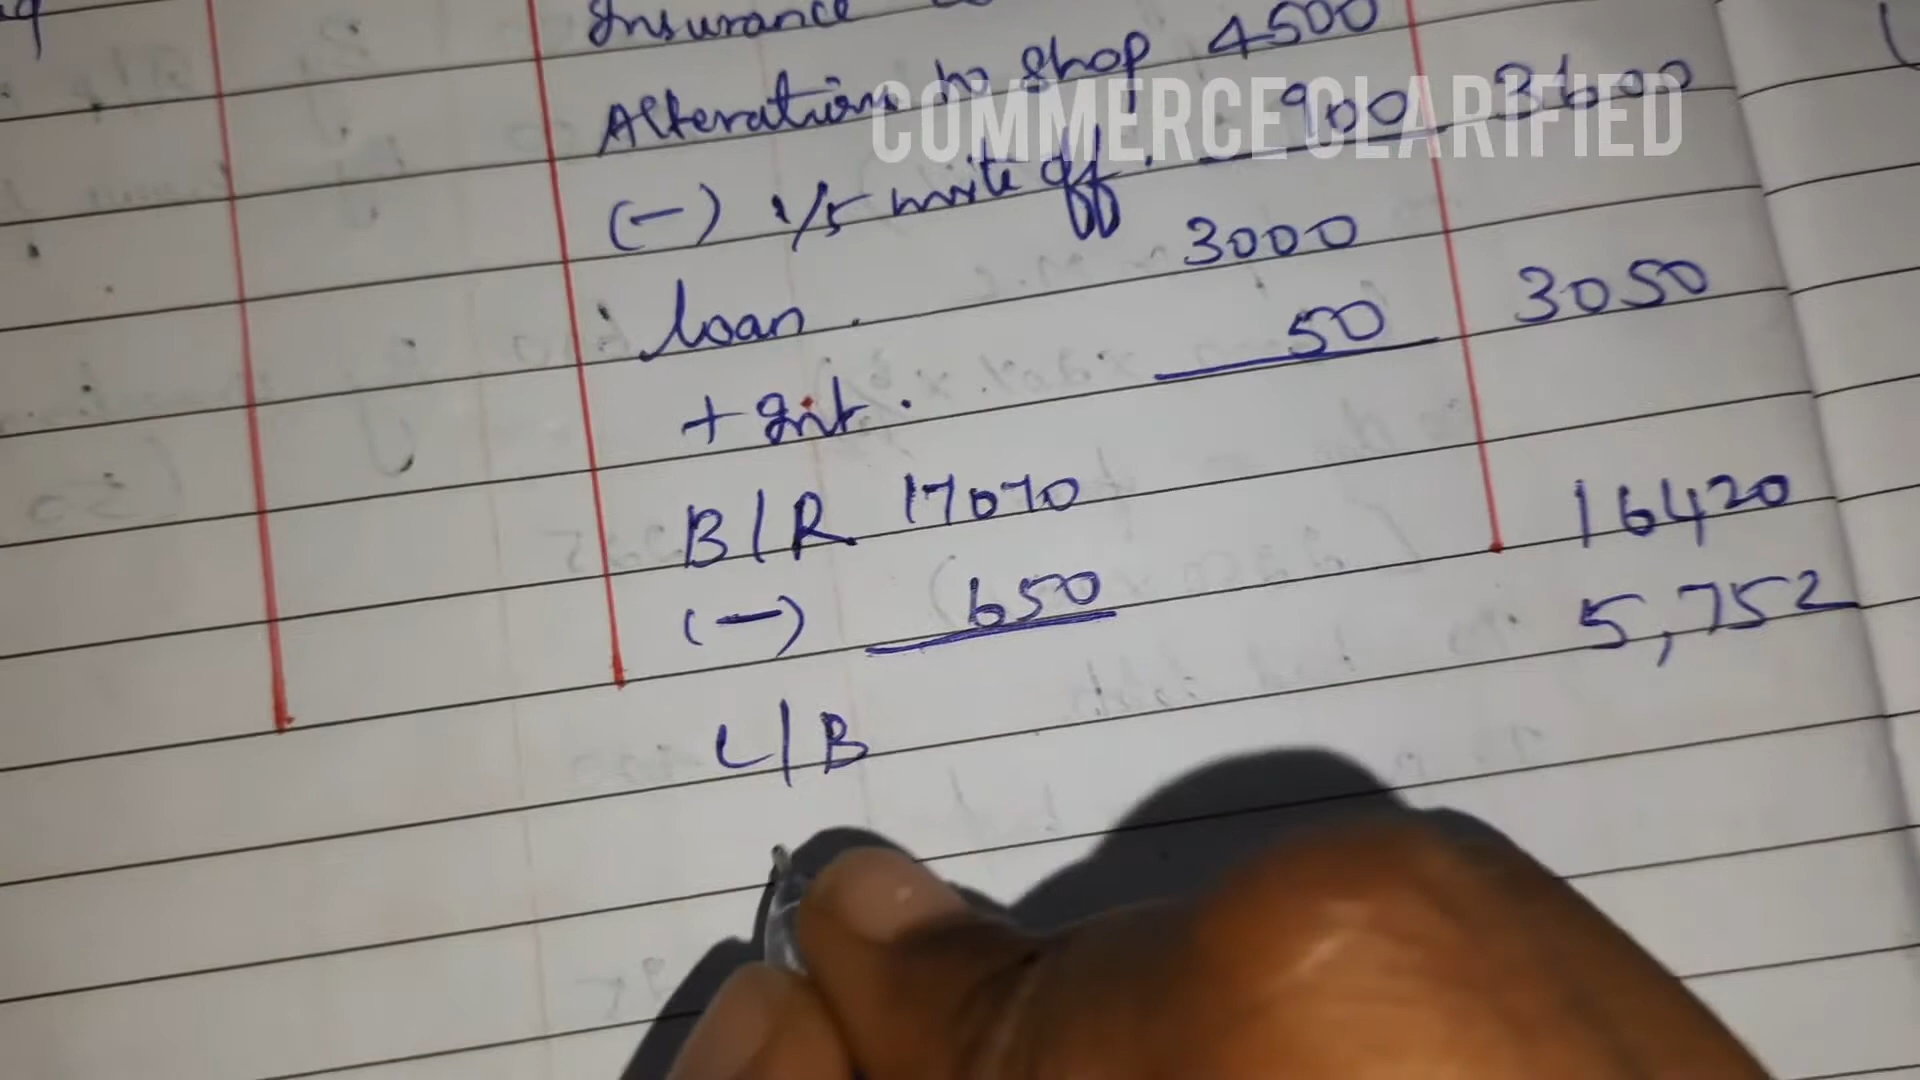 Insurance
Alteration to shop 4500
(-) 1/5 write off. 900 3600
loan. 3000
+ Int. 50 3050
B/R 17070 16420
(-) 650 5,752
L/B
COMMERCE CLARIFIED